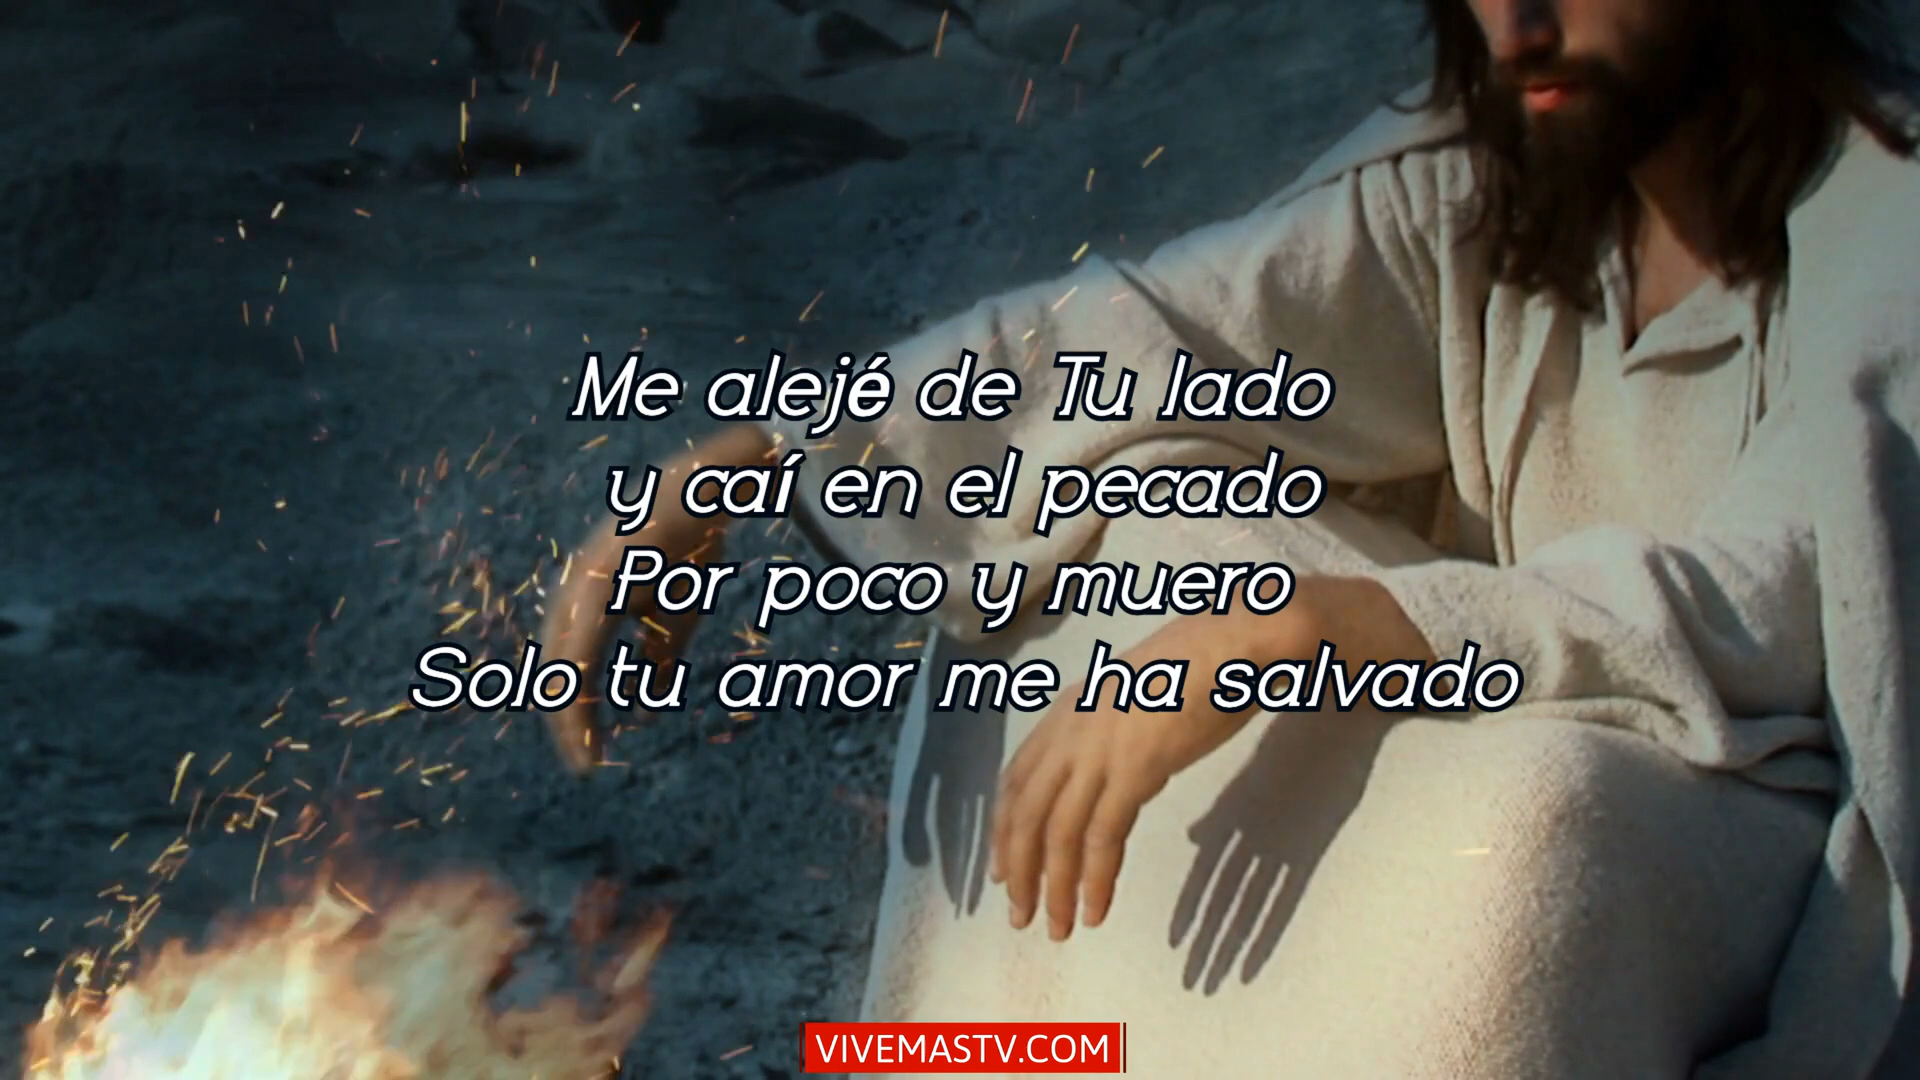 Me alejé de Tu lado
y caí en el pecado
Por poco y muero
Solo tu amor me ha salvado
VIVEMASTV.COM